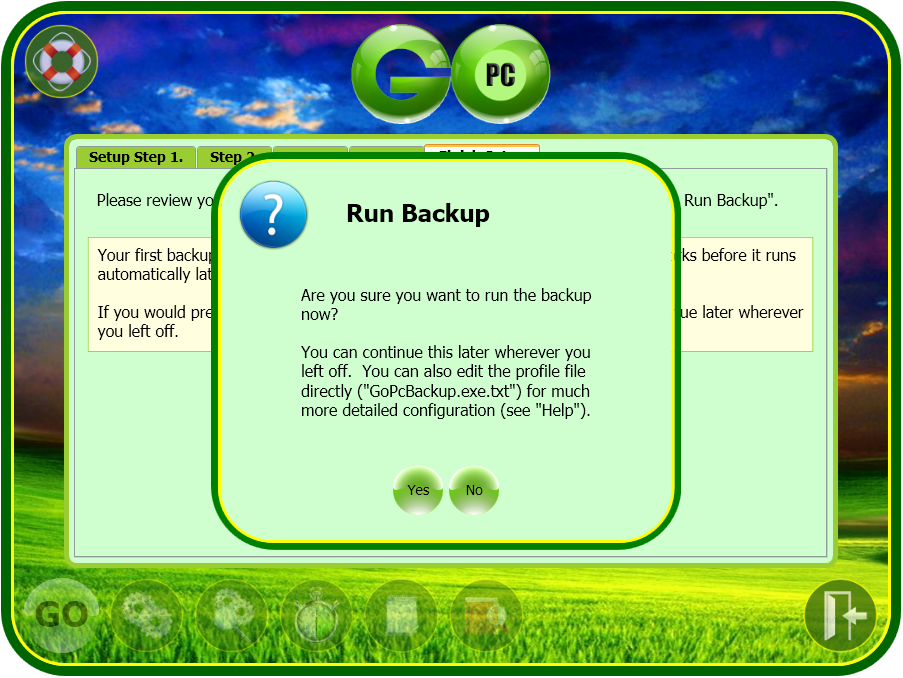 GO PC
Setup Step 1. Step 2
Please review yo Run Backup".
Run Backup
Your first backup ks before it runs
automatically lat
Are you sure you want to run the backup
now?
If you would pre ue later wherever
you left off.
You can continue this later wherever you
left off.  You can also edit the profile file
directly ("GoPcBackup.exe.txt") for much
more detailed configuration (see "Help").
Yes No
GO